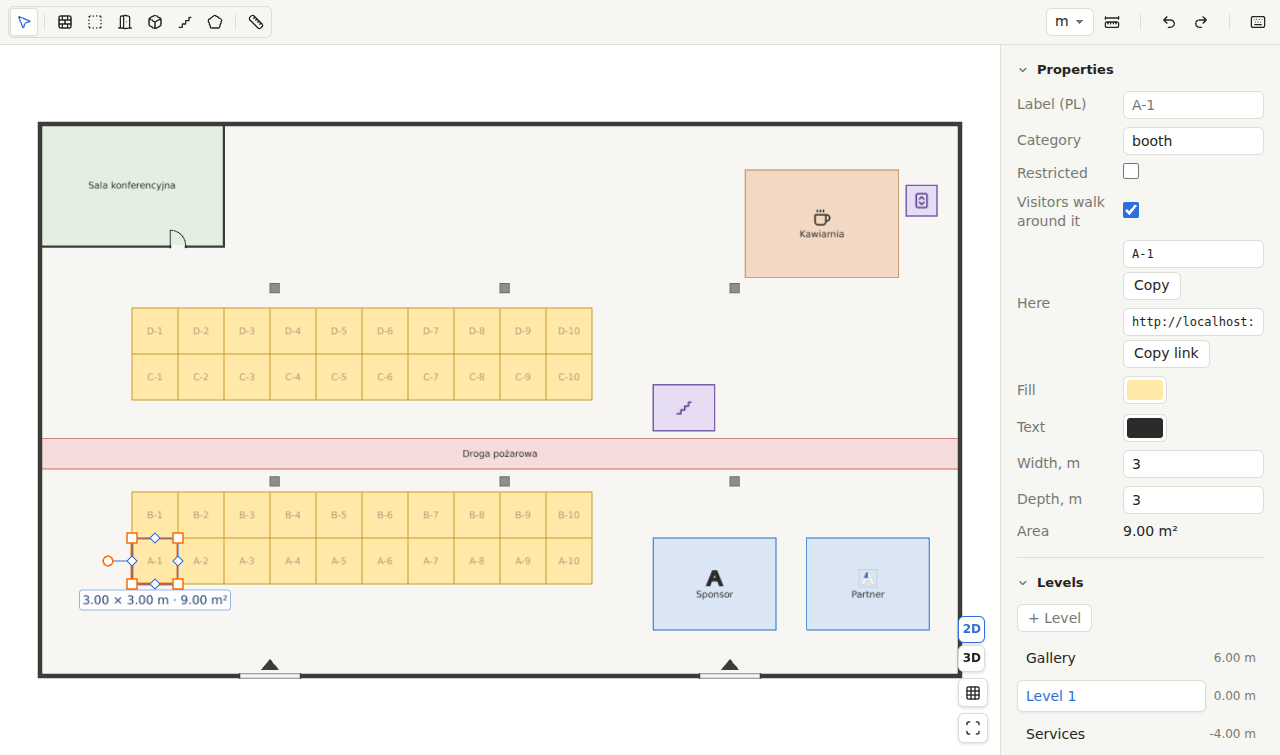 m
Sala konferencyjna
Kawiarnia
D-1 D-2 D-3 D-4 D-5 D-6 D-7 D-8 D-9 D-10
C-1 C-2 C-3 C-4 C-5 C-6 C-7 C-8 C-9 C-10
Droga pożarowa
B-1 B-2 B-3 B-4 B-5 B-6 B-7 B-8 B-9 B-10
A-1 A-2 A-3 A-4 A-5 A-6 A-7 A-8 A-9 A-10
3.00 × 3.00 m · 9.00 m²
A
Sponsor
Partner
2D
3D
Properties
Label (PL) A-1
Category booth
Restricted
Visitors walk
around it
Here
A-1
Copy
http://localhost:
Copy link
Fill
Text
Width, m 3
Depth, m 3
Area 9.00 m²
Levels
+ Level
Gallery 6.00 m
Level 1 0.00 m
Services -4.00 m